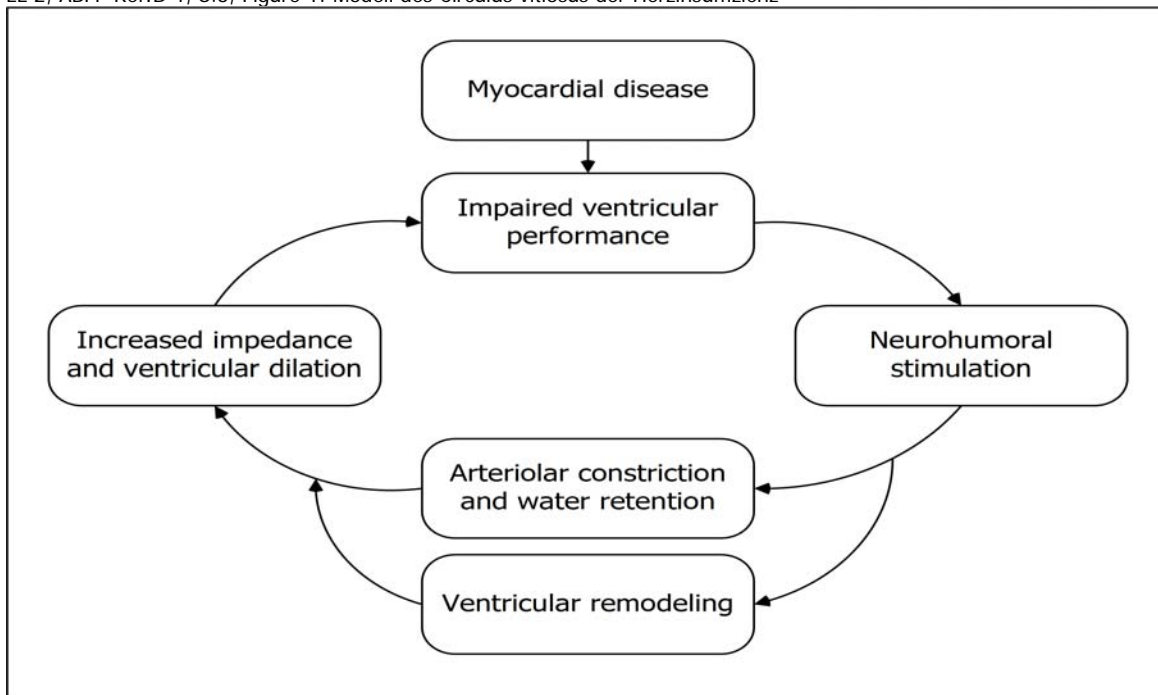 Myocardial disease
Impaired ventricular
performance
Increased impedance
and ventricular dilation
Neurohumoral
stimulation
Arteriolar constriction
and water retention
Ventricular remodeling